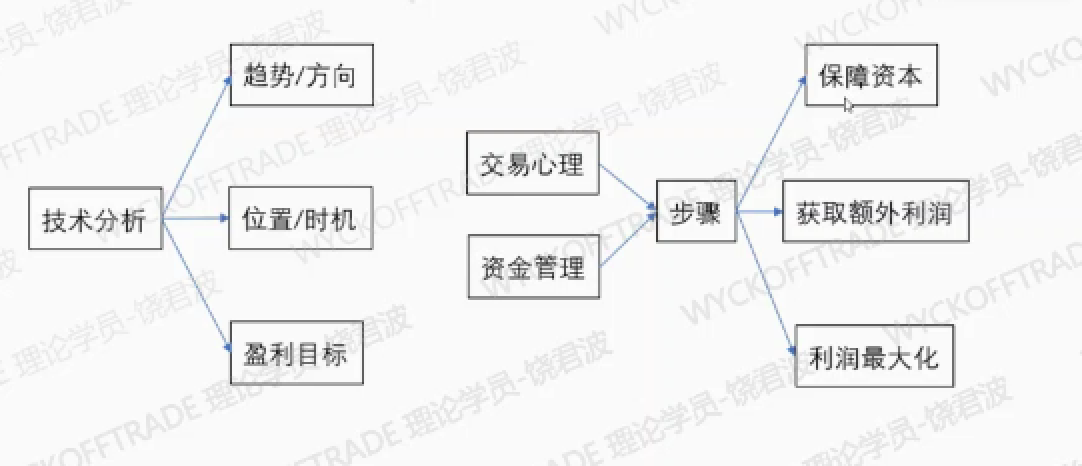 趋势/方向
保障资本
交易心理
技术分析
位置/时机
步骤
获取额外利润
资金管理
盈利目标
利润最大化
WYCKOFFTRADE 理论学员-饶君波